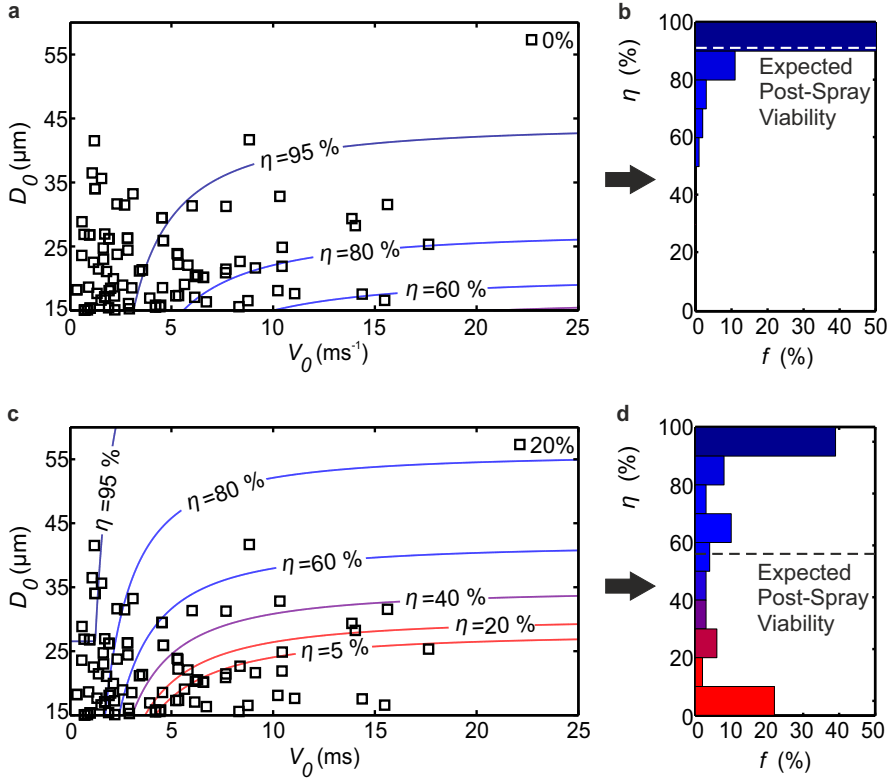 a
55
45
35
25
15
D0 (µm)
0%
η=95 %
η=80 %
η=60 %
0 5 10 15 20 25
V0 (ms-1)
b
100
80
60
40
20
0
η (%)
Expected
Post-Spray
Viability
0 10 20 30 40 50
f (%)
c
55
45
35
25
15
D0 (µm)
20%
η=95 %
η=80 %
η=60 %
η=40 %
η=20 %
η=5 %
0 5 10 15 20 25
V0 (ms)
d
100
80
60
40
20
0
η (%)
Expected
Post-Spray
Viability
0 10 20 30 40 50
f (%)